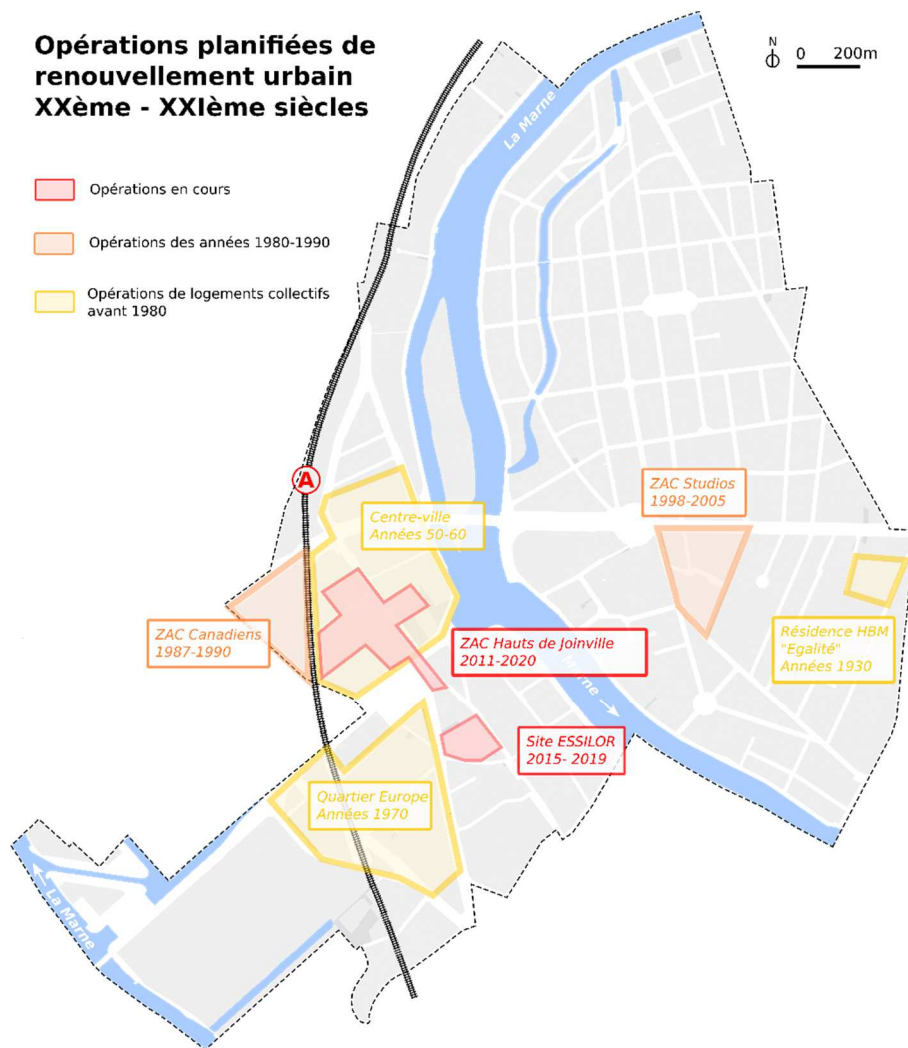 Opérations planifiées de
renouvellement urbain
XXème - XXIème siècles
N
0 200m
Opérations en cours
Opérations des années 1980-1990
Opérations de logements collectifs
avant 1980
La Marne
A
Centre-ville
Années 50-60
ZAC Studios
1998-2005
ZAC Canadiens
1987-1990
ZAC Hauts de Joinville
2011-2020
Résidence HBM
"Egalité"
Années 1930
Site ESSILOR
2015- 2019
Quartier Europe
Années 1970
La Marne